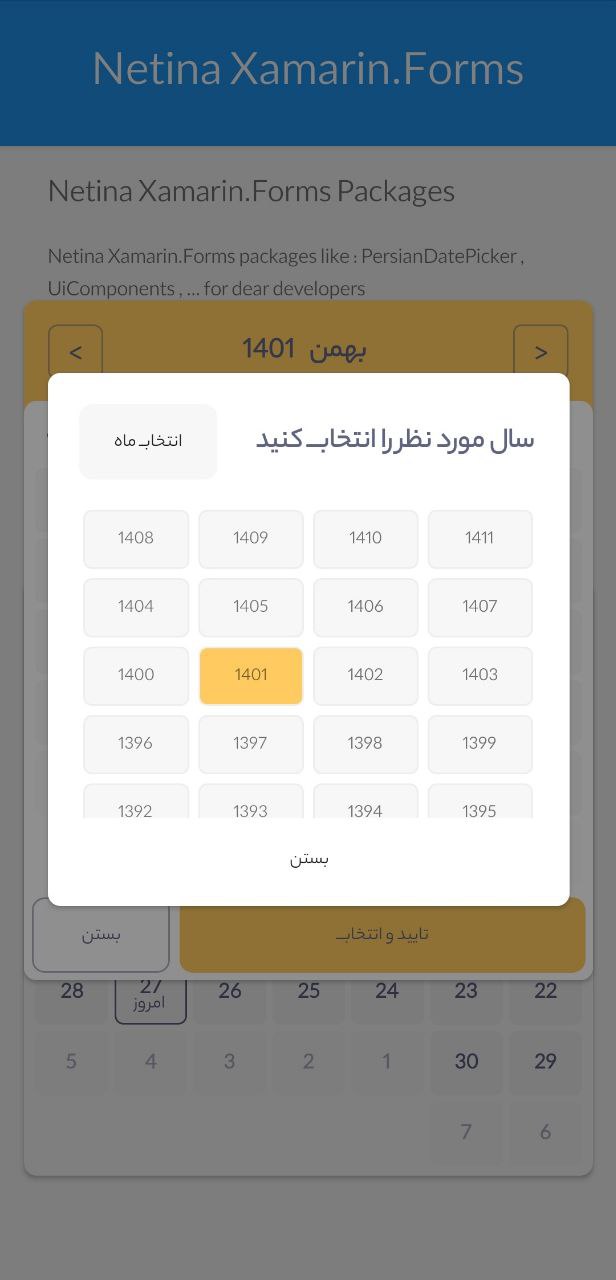 Netina Xamarin.Forms
Netina Xamarin.Forms Packages
Netina Xamarin.Forms packages like : PersianDatePicker ,
UiComponents , ... for dear developers
< بهمن 1401 >
سال مورد نظر را انتخاب کنید
انتخاب ماه
1408 1409 1410 1411
1404 1405 1406 1407
1400 1401 1402 1403
1396 1397 1398 1399
1392 1393 1394 1395
بستن
بستن تایید و انتخاب
28 27 26 25 24 23 22
امروز
5 4 3 2 1 30 29
7 6